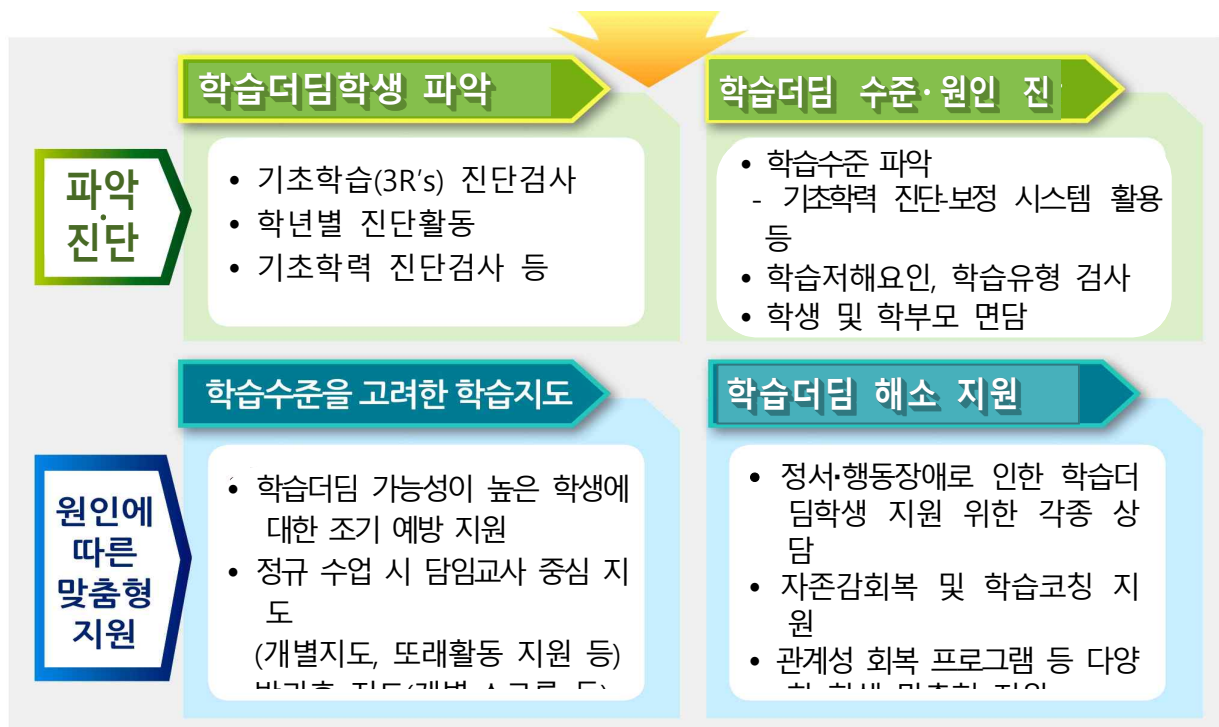 학습더딤학생 파악
학습더딤 수준·원인 진
파악
·
진단
• 기초학습(3R's) 진단검사
• 학년별 진단활동
• 기초학력 진단검사 등
• 학습수준 파악
- 기초학력 진단-보정 시스템 활용
등
• 학습저해요인, 학습유형 검사
• 학생 및 학부모 면담
학습수준을 고려한 학습지도
학습더딤 해소 지원
원인에
따른
맞춤형
지원
• 학습더딤 가능성이 높은 학생에
대한 조기 예방 지원
• 정규 수업 시 담임교사 중심 지
도
(개별지도, 또래활동 지원 등)
• 정서·행동장애로 인한 학습더
딤학생 지원 위한 각종 상
담
• 자존감회복 및 학습코칭 지
원
• 관계성 회복 프로그램 등 다양